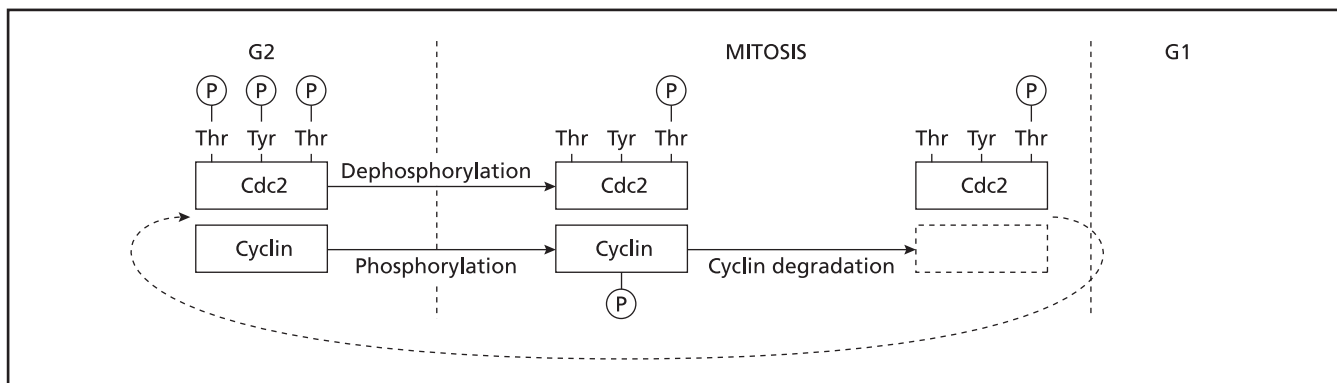 G2 MITOSIS G1
P P P P P
Thr Tyr Thr Thr Tyr Thr Thr Tyr Thr
Dephosphorylation
Cdc2 Cdc2 Cdc2
Cyclin Cyclin
Phosphorylation Cyclin degradation
P